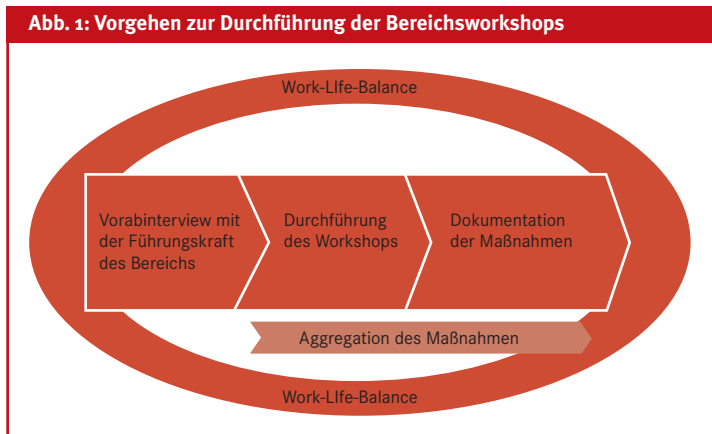 Abb. 1: Vorgehen zur Durchführung der Bereichsworkshops
Work-LIfe-Balance
Vorabinterview mit
der Führungskraft
des Bereichs
Durchführung
des Workshops
Dokumentation
der Maßnahmen
Aggregation des Maßnahmen
Work-LIfe-Balance